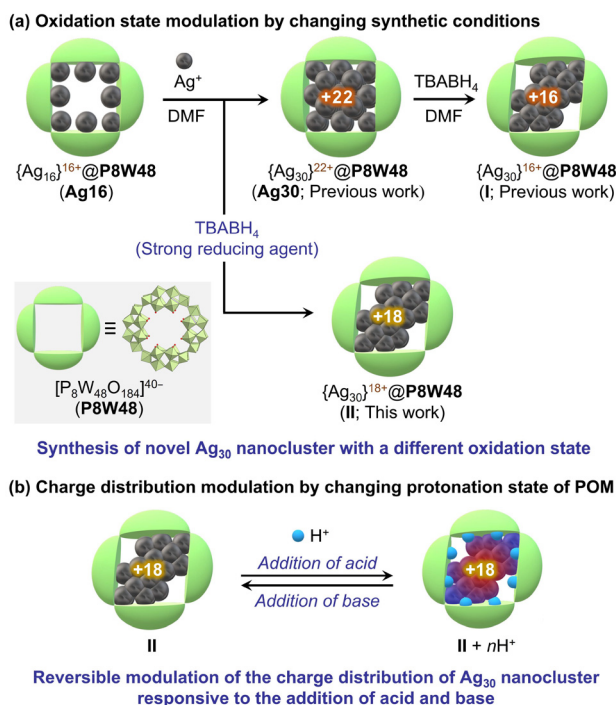 (a) Oxidation state modulation by changing synthetic conditions
Ag⁺
DMF
+22
TBABH₄
DMF
+16
{Ag₁₆}¹⁶⁺@P8W48
(Ag16)
{Ag₃₀}²²⁺@P8W48
(Ag30; Previous work)
{Ag₃₀}¹⁶⁺@P8W48
(I; Previous work)
TBABH₄
(Strong reducing agent)
≡
[P₈W₄₈O₁₈₄]⁴⁰⁻
(P8W48)
+18
{Ag₃₀}¹⁸⁺@P8W48
(II; This work)
Synthesis of novel Ag₃₀ nanocluster with a different oxidation state
(b) Charge distribution modulation by changing protonation state of POM
+18
H⁺
Addition of acid
Addition of base
+18
II
II + nH⁺
Reversible modulation of the charge distribution of Ag₃₀ nanocluster
responsive to the addition of acid and base